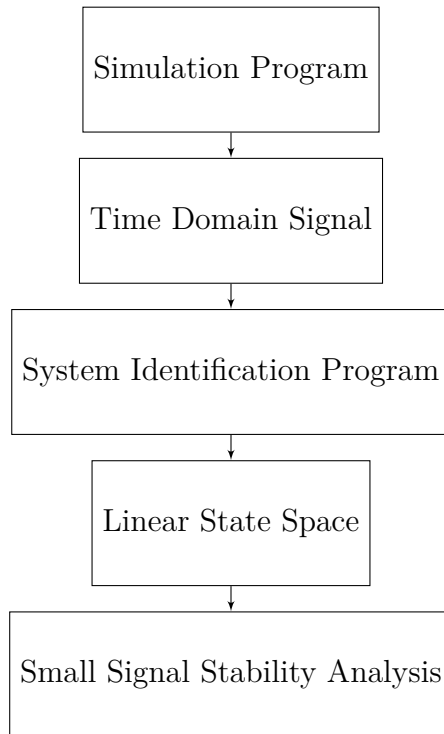 Simulation Program
Time Domain Signal
System Identification Program
Linear State Space
Small Signal Stability Analysis